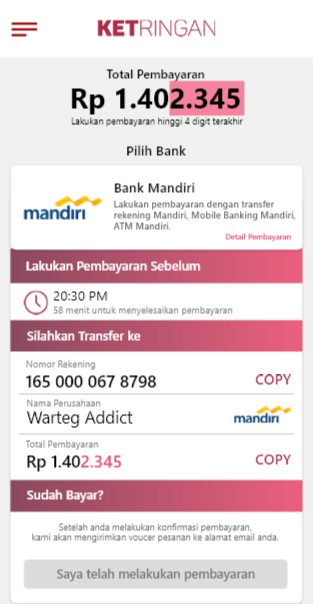 KETRINGAN
Total Pembayaran
Rp 1.402.345
Lakukan pembayaran hinggi 4 digit terakhir
Pilih Bank
mandiri
Bank Mandiri
Lakukan pembayaran dengan transfer
rekening Mandiri, Mobile Banking Mandiri,
ATM Mandiri.
Detail Pembayaran
Lakukan Pembayaran Sebelum
20:30 PM
58 menit untuk menyelesaikan pembayaran
Silahkan Transfer ke
Nomor Rekening
165 000 067 8798 COPY
Nama Perusahaan
Warteg Addict mandiri
Total Pembayaran
Rp 1.402.345 COPY
Sudah Bayar?
Setelah anda melakukan konfirmasi pembayaran,
kami akan mengirimkan voucer pesanan ke alamat email anda.
Saya telah melakukan pembayaran